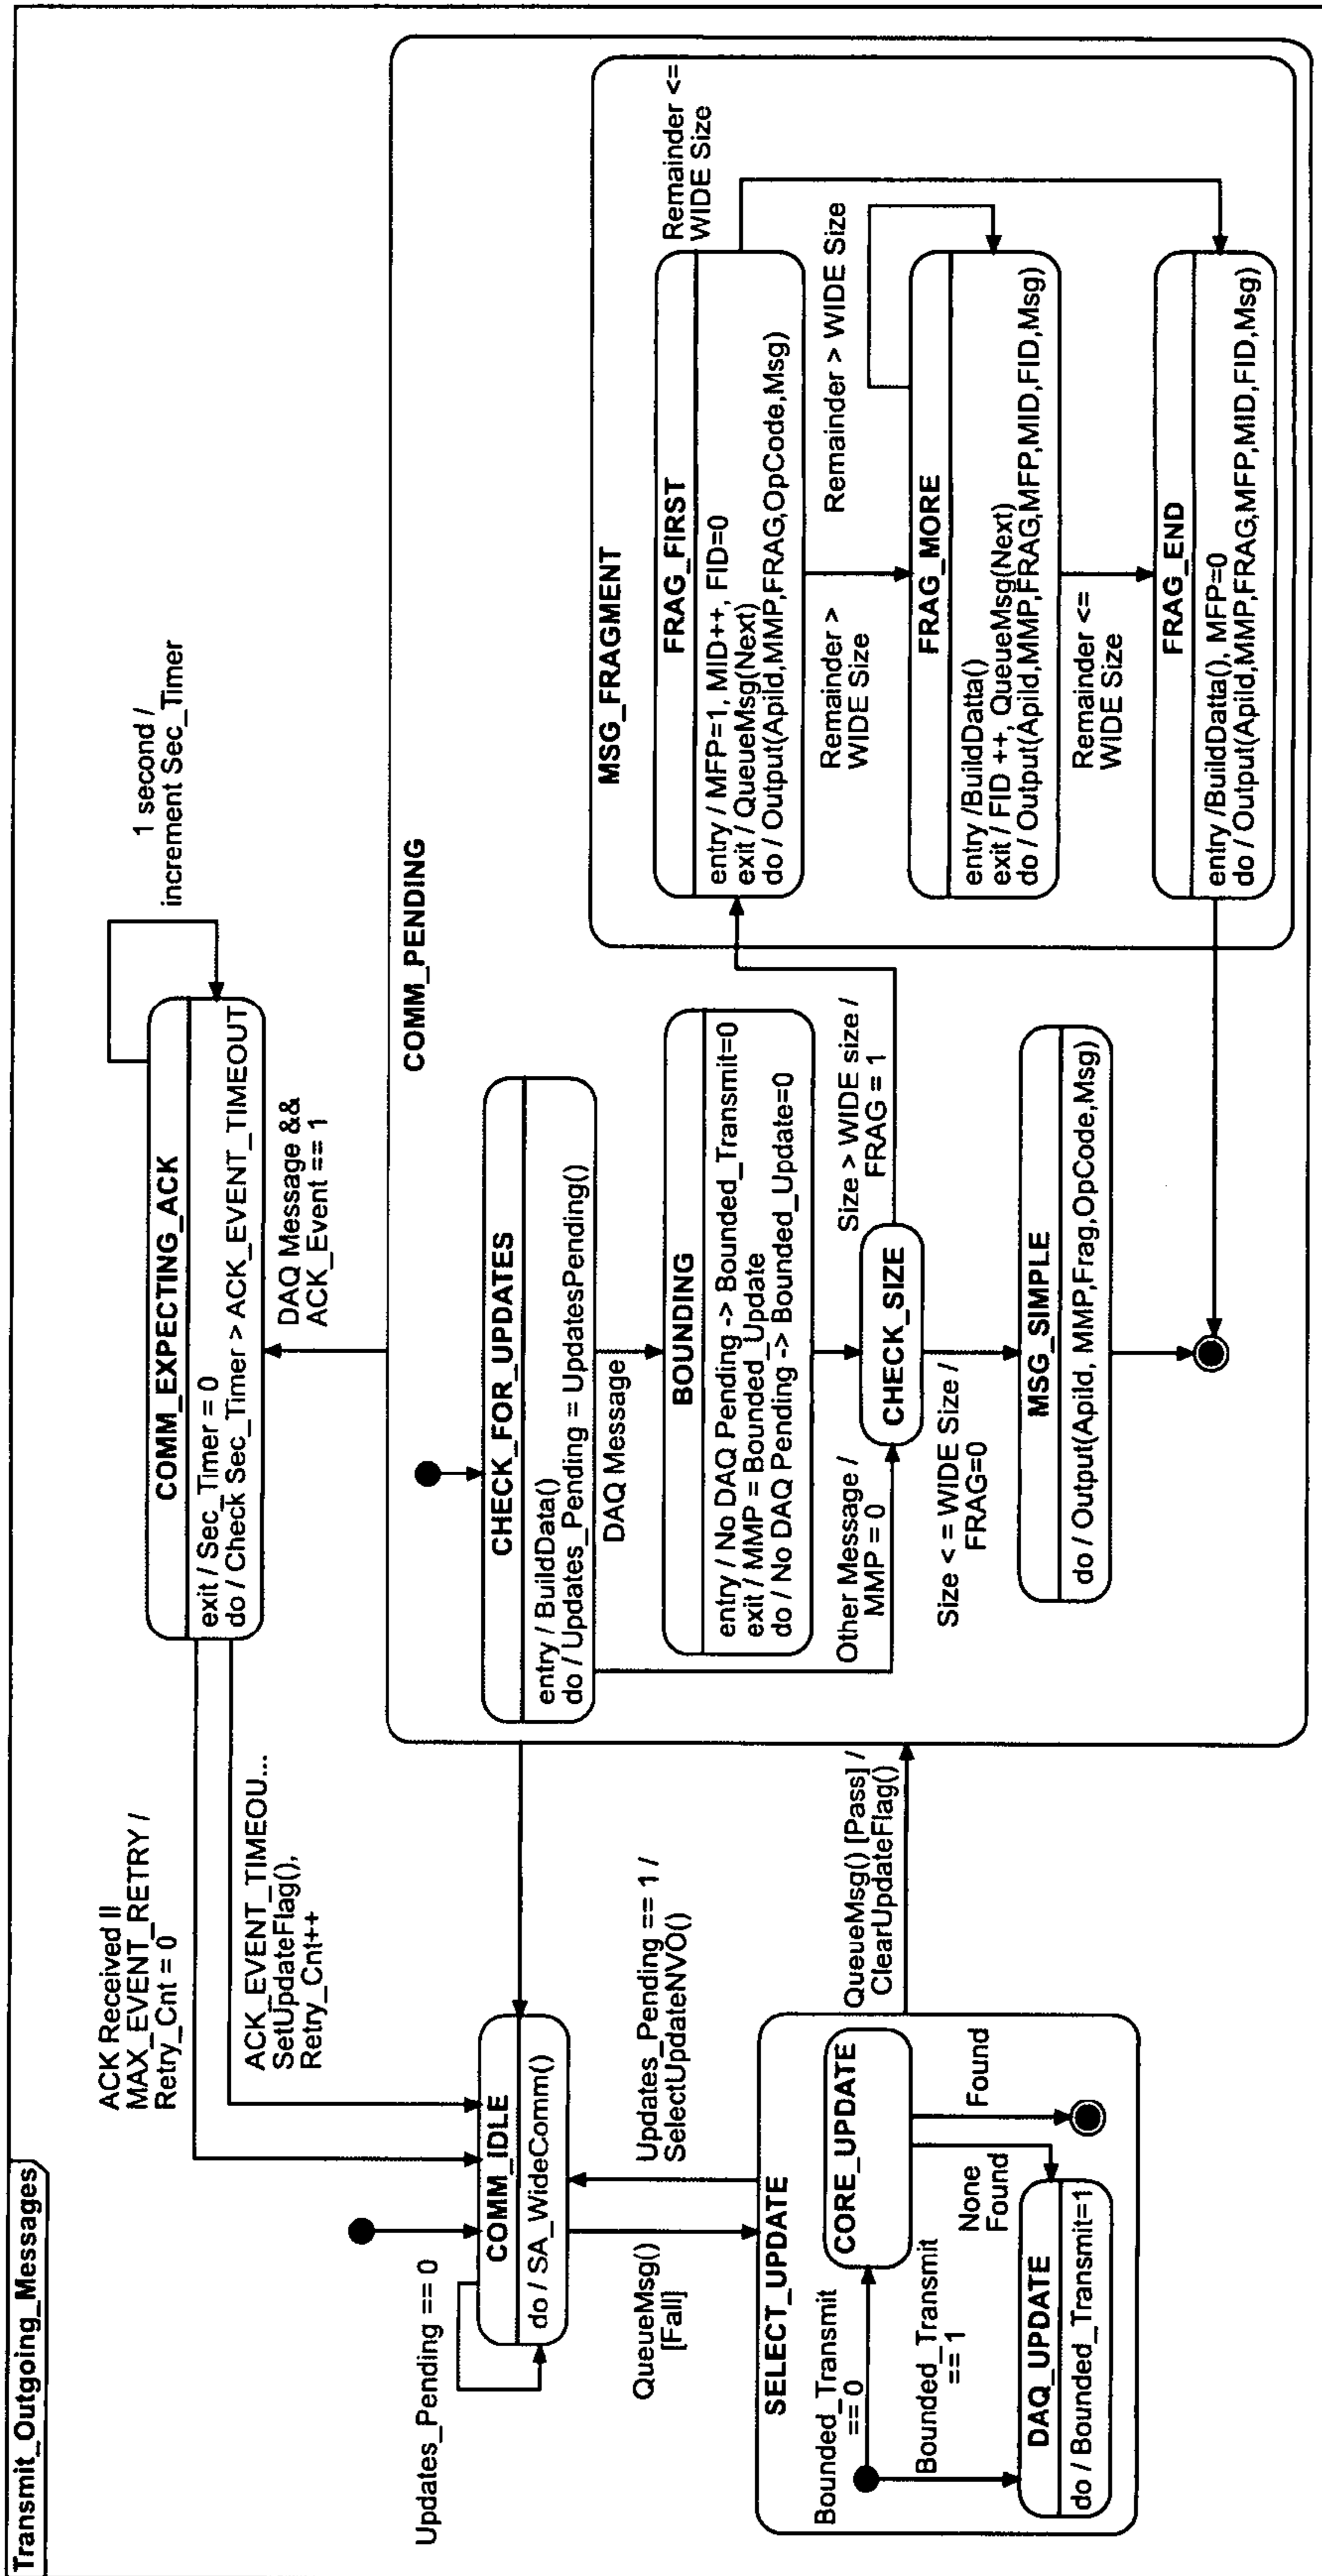 Transmit_Outgoing_Messages
ACK Received ||
MAX_EVENT_RETRY /
Retry_Cnt = 0
ACK_EVENT_TIMEOU...
SetUpdateFlag(),
Retry_Cnt++
COMM_EXPECTING_ACK
exit / Sec_Timer = 0
do / Check Sec_Timer > ACK_EVENT_TIMEOUT
1 second /
increment Sec_Timer
DAQ Message &&
ACK_Event == 1
Updates_Pending == 0
COMM_IDLE
do / SA_WideComm()
QueueMsg()
[Fail]
Updates_Pending == 1 /
SelectUpdateNVO()
SELECT_UPDATE
Bounded_Transmit
== 0
CORE_UPDATE
Bounded_Transmit
== 1
None
Found
Found
DAQ_UPDATE
do / Bounded_Transmit=1
QueueMsg() [Pass] /
ClearUpdateFlag()
COMM_PENDING
CHECK_FOR_UPDATES
entry / BuildData()
do / Updates_Pending = UpdatesPending()
DAQ Message
BOUNDING
entry / No DAQ Pending -> Bounded_Transmit=0
exit / MMP = Bounded_Update
do / No DAQ Pending -> Bounded_Update=0
Other Message /
MMP = 0
CHECK_SIZE
Size > WIDE size /
FRAG = 1
Size < = WIDE Size /
FRAG=0
MSG_SIMPLE
do / Output(ApiId, MMP,Frag,OpCode,Msg)
MSG_FRAGMENT
FRAG_FIRST
entry / MFP=1, MID++, FID=0
exit / QueueMsg(Next)
do / Output(ApiId,MMP,FRAG,OpCode,Msg)
Remainder <=
WIDE Size
Remainder >
WIDE Size
Remainder > WIDE Size
FRAG_MORE
entry /BuildDatta()
exit / FID ++, QueueMsg(Next)
do / Output(ApiId,MMP,FRAG,MFP,MID,FID,Msg)
Remainder <=
WIDE Size
FRAG_END
entry /BuildDatta(), MFP=0
do / Output(ApiId,MMP,FRAG,MFP,MID,FID,Msg)